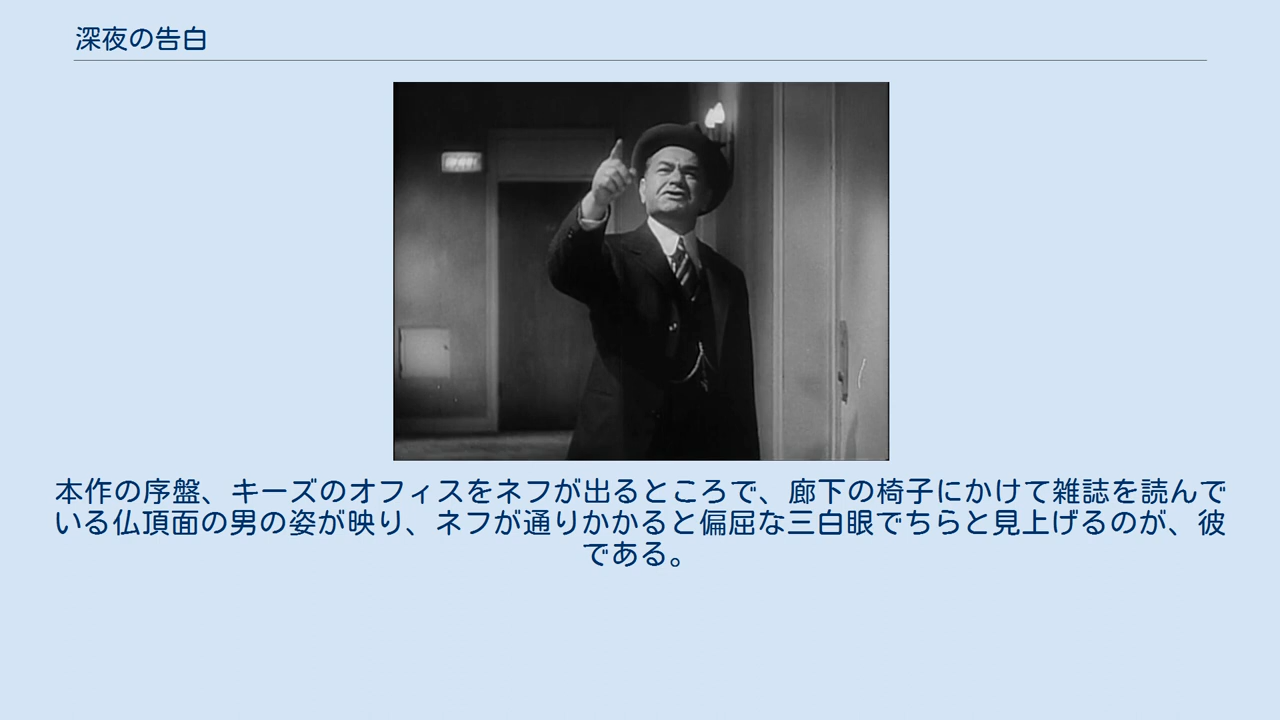 深夜の告白
本作の序盤、キーズのオフィスをネフが出るところで、廊下の椅子にかけて雑誌を読んで
いる仏頂面の男の姿が映り、ネフが通りかかると偏屈な三白眼でちらと見上げるのが、彼
である。